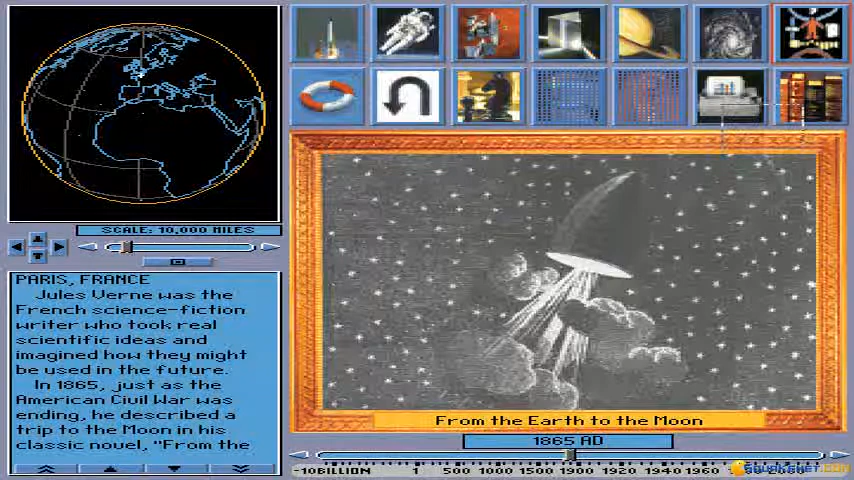 SCALE: 10,000 MILES
PARIS, FRANCE
Jules Verne was the
French science-fiction
writer who took real
scientific ideas and
imagined how they might
be used in the future.
In 1865, just as the
American Civil War was
ending, he described a
trip to the Moon in his
classic novel, "From the
From the Earth to the Moon
1865 AD
-10BILLION 1 500 1000 1500 1900 1920 1940 1960